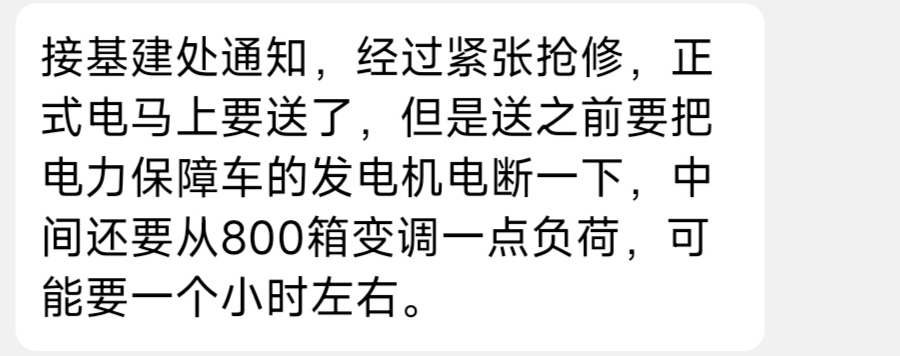 接基建处通知，经过紧张抢修，正
式电马上要送了，但是送之前要把
电力保障车的发电机电断一下，中
间还要从800箱变调一点负荷，可
能要一个小时左右。